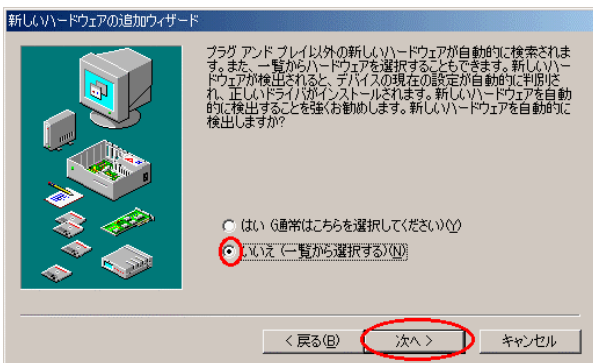 新しいハードウェアの追加ウィザード
プラグ アンド プレイ以外の新しいハードウェアが自動的に検索されま
す。また、一覧からハードウェアを選択することもできます。新しいハー
ドウェアが検出されると、デバイスの現在の設定が自動的に判別さ
れ、正しいドライバがインストールされます。新しいハードウェアを自動
的に検出することを強くお勧めします。新しいハードウェアを自動的に
検出しますか?
はい (通常はこちらを選択してください)(Y)
いいえ (一覧から選択する)(N)
< 戻る(B)
次へ >
キャンセル